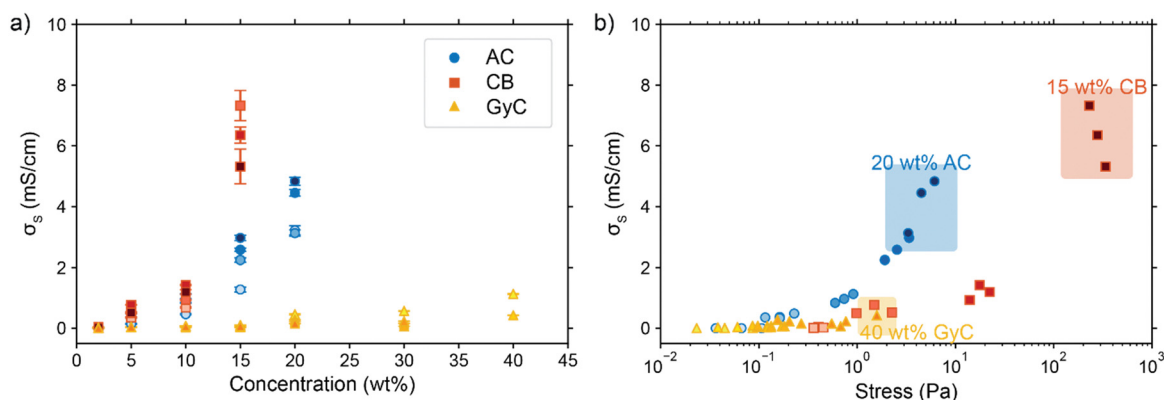 a)
10
8
6
4
2
0
σS (mS/cm)
0 5 10 15 20 25 30 35 40 45
Concentration (wt%)
AC
CB
GyC
b)
10
8
6
4
2
0
σS (mS/cm)
15 wt% CB
20 wt% AC
40 wt% GyC
10⁻² 10⁻¹ 10⁰ 10¹ 10² 10³
Stress (Pa)